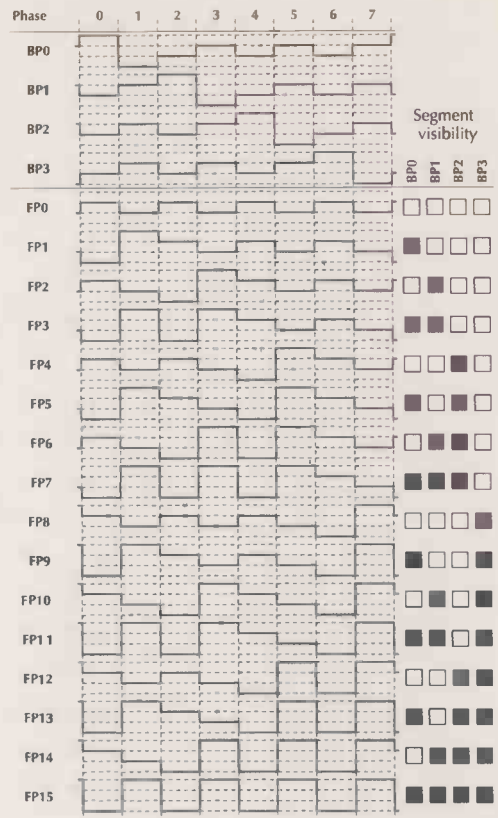 Phase 0 1 2 3 4 5 6 7
BP0
BP1
BP2
BP3
Segment
visibility
BP0 BP1 BP2 BP3
FP0
FP1
FP2
FP3
FP4
FP5
FP6
FP7
FP8
FP9
FP10
FP11
FP12
FP13
FP14
FP15